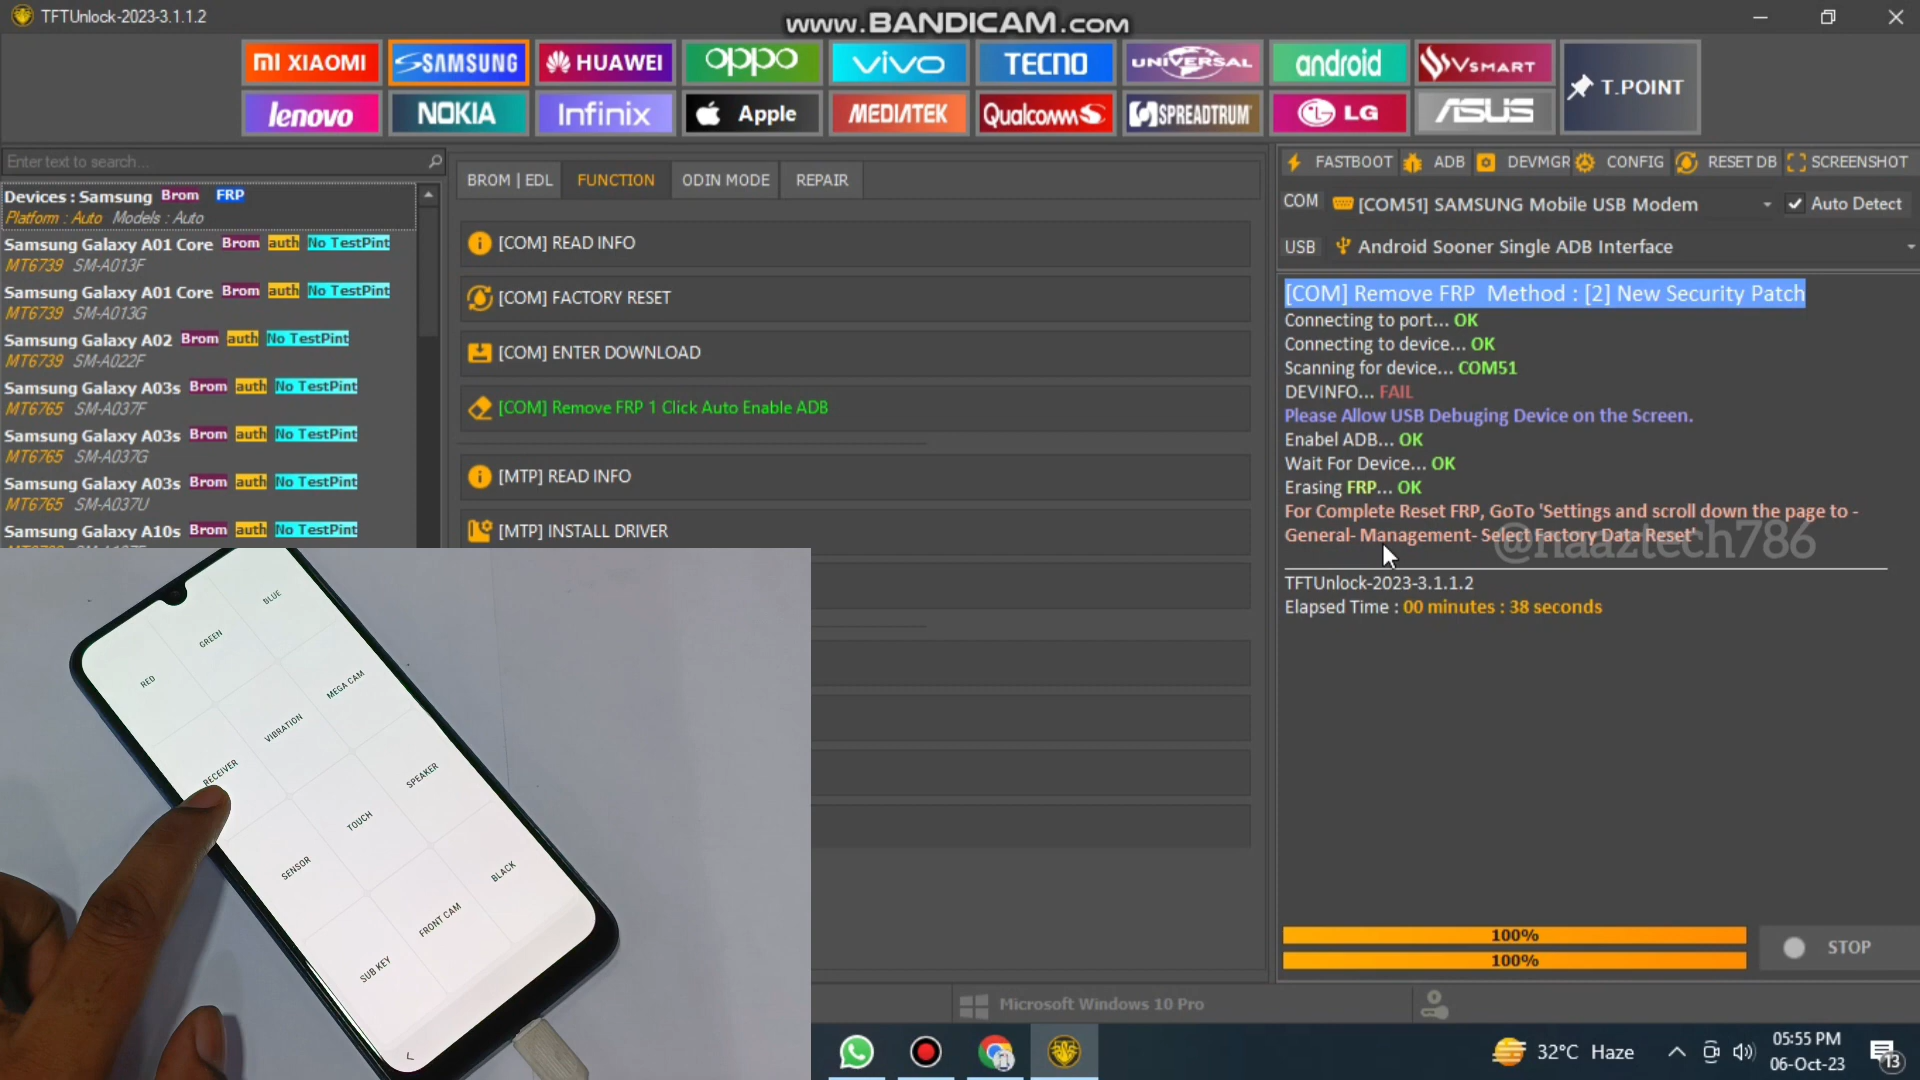 TFTUnlock-2023-3.1.1.2
www.BANDICAM.com
MI XIAOMI
SAMSUNG
HUAWEI
oppo
vivo
TECNO
UNIVERSAL
android
VSMART
T.POINT
lenovo
NOKIA
Infinix
Apple
MEDIATEK
Qualcomm
SPREADTRUM
LG
ASUS
Enter text to search...
Devices : Samsung Brom FRP
Platform : Auto Models : Auto
Samsung Galaxy A01 Core Brom auth No TestPint
MT6739 SM-A013F
Samsung Galaxy A01 Core Brom auth No TestPint
MT6739 SM-A013G
Samsung Galaxy A02 Brom auth No TestPint
MT6739 SM-A022F
Samsung Galaxy A03s Brom auth No TestPint
MT6765 SM-A037F
Samsung Galaxy A03s Brom auth No TestPint
MT6765 SM-A037G
Samsung Galaxy A03s Brom auth No TestPint
MT6765 SM-A037U
Samsung Galaxy A10s Brom auth No TestPint
BROM | EDL FUNCTION ODIN MODE REPAIR
[COM] READ INFO
[COM] FACTORY RESET
[COM] ENTER DOWNLOAD
[COM] Remove FRP 1 Click Auto Enable ADB
[MTP] READ INFO
[MTP] INSTALL DRIVER
FASTBOOT ADB DEVMGR CONFIG RESET DB SCREENSHOT
COM [COM51] SAMSUNG Mobile USB Modem Auto Detect
USB Android Sooner Single ADB Interface
[COM] Remove FRP Method : [2] New Security Patch
Connecting to port... OK
Connecting to device... OK
Scanning for device... COM51
DEVINFO... FAIL
Please Allow USB Debuging Device on the Screen.
Enabel ADB... OK
Wait For Device... OK
Erasing FRP... OK
For Complete Reset FRP, GoTo 'Settings and scroll down the page to -
General- Management- Select Factory Data Reset'
@naaztech786
TFTUnlock-2023-3.1.1.2
Elapsed Time : 00 minutes : 38 seconds
100%
100%
STOP
RED
GREEN
BLUE
RECEIVER
VIBRATION
MEGA CAM
SENSOR
TOUCH
SPEAKER
SUB KEY
FRONT CAM
BLACK
Microsoft Windows 10 Pro
32°C Haze
05:55 PM
06-Oct-23
13